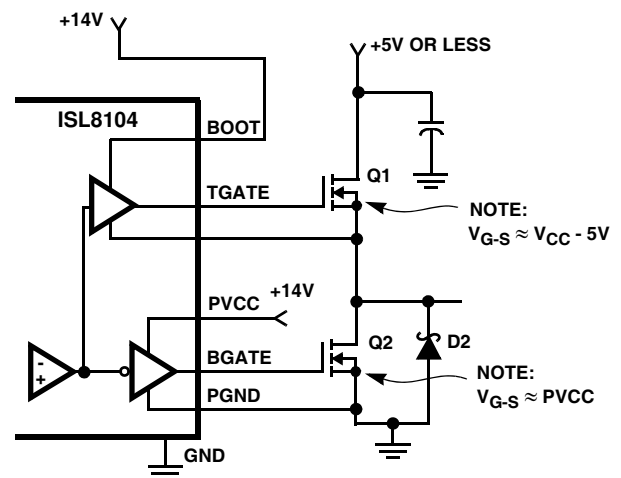 +14V
+5V OR LESS
ISL8104
BOOT
Q1
TGATE
NOTE:
VG-S ≈ VCC - 5V
PVCC
+14V
BGATE
Q2
D2
PGND
NOTE:
VG-S ≈ PVCC
GND
-
+